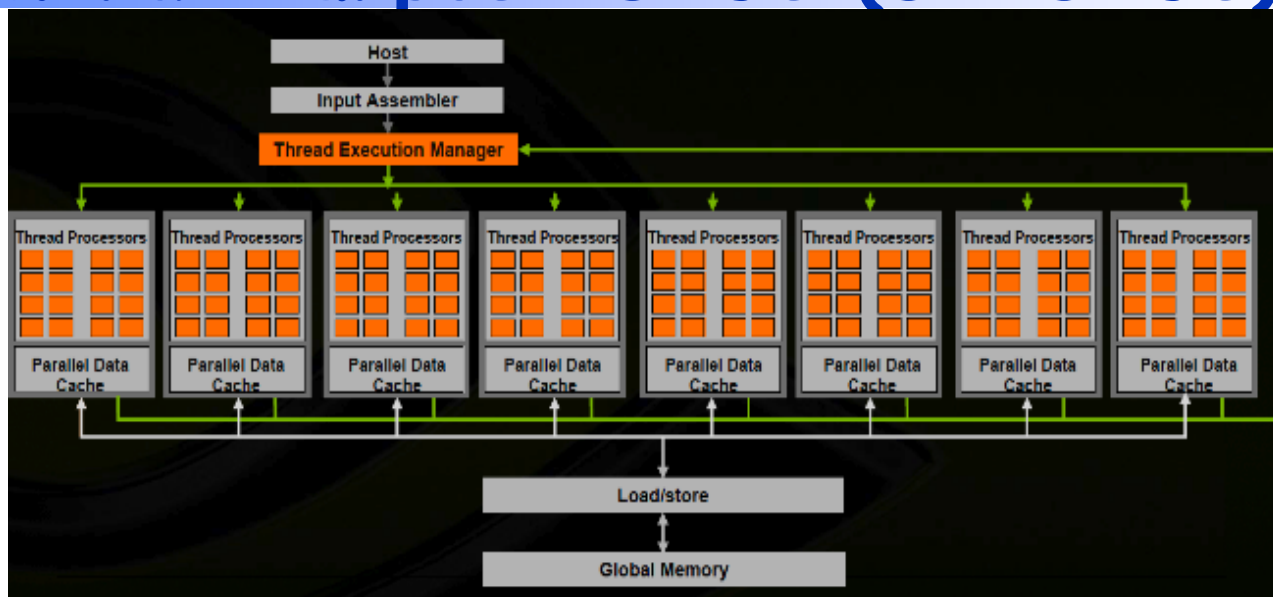 Host
Input Assembler
Thread Execution Manager
Thread Processors
Thread Processors
Thread Processors
Thread Processors
Thread Processors
Thread Processors
Thread Processors
Thread Processors
Parallel Data
Cache
Parallel Data
Cache
Parallel Data
Cache
Parallel Data
Cache
Parallel Data
Cache
Parallel Data
Cache
Parallel Data
Cache
Parallel Data
Cache
Load/store
Global Memory